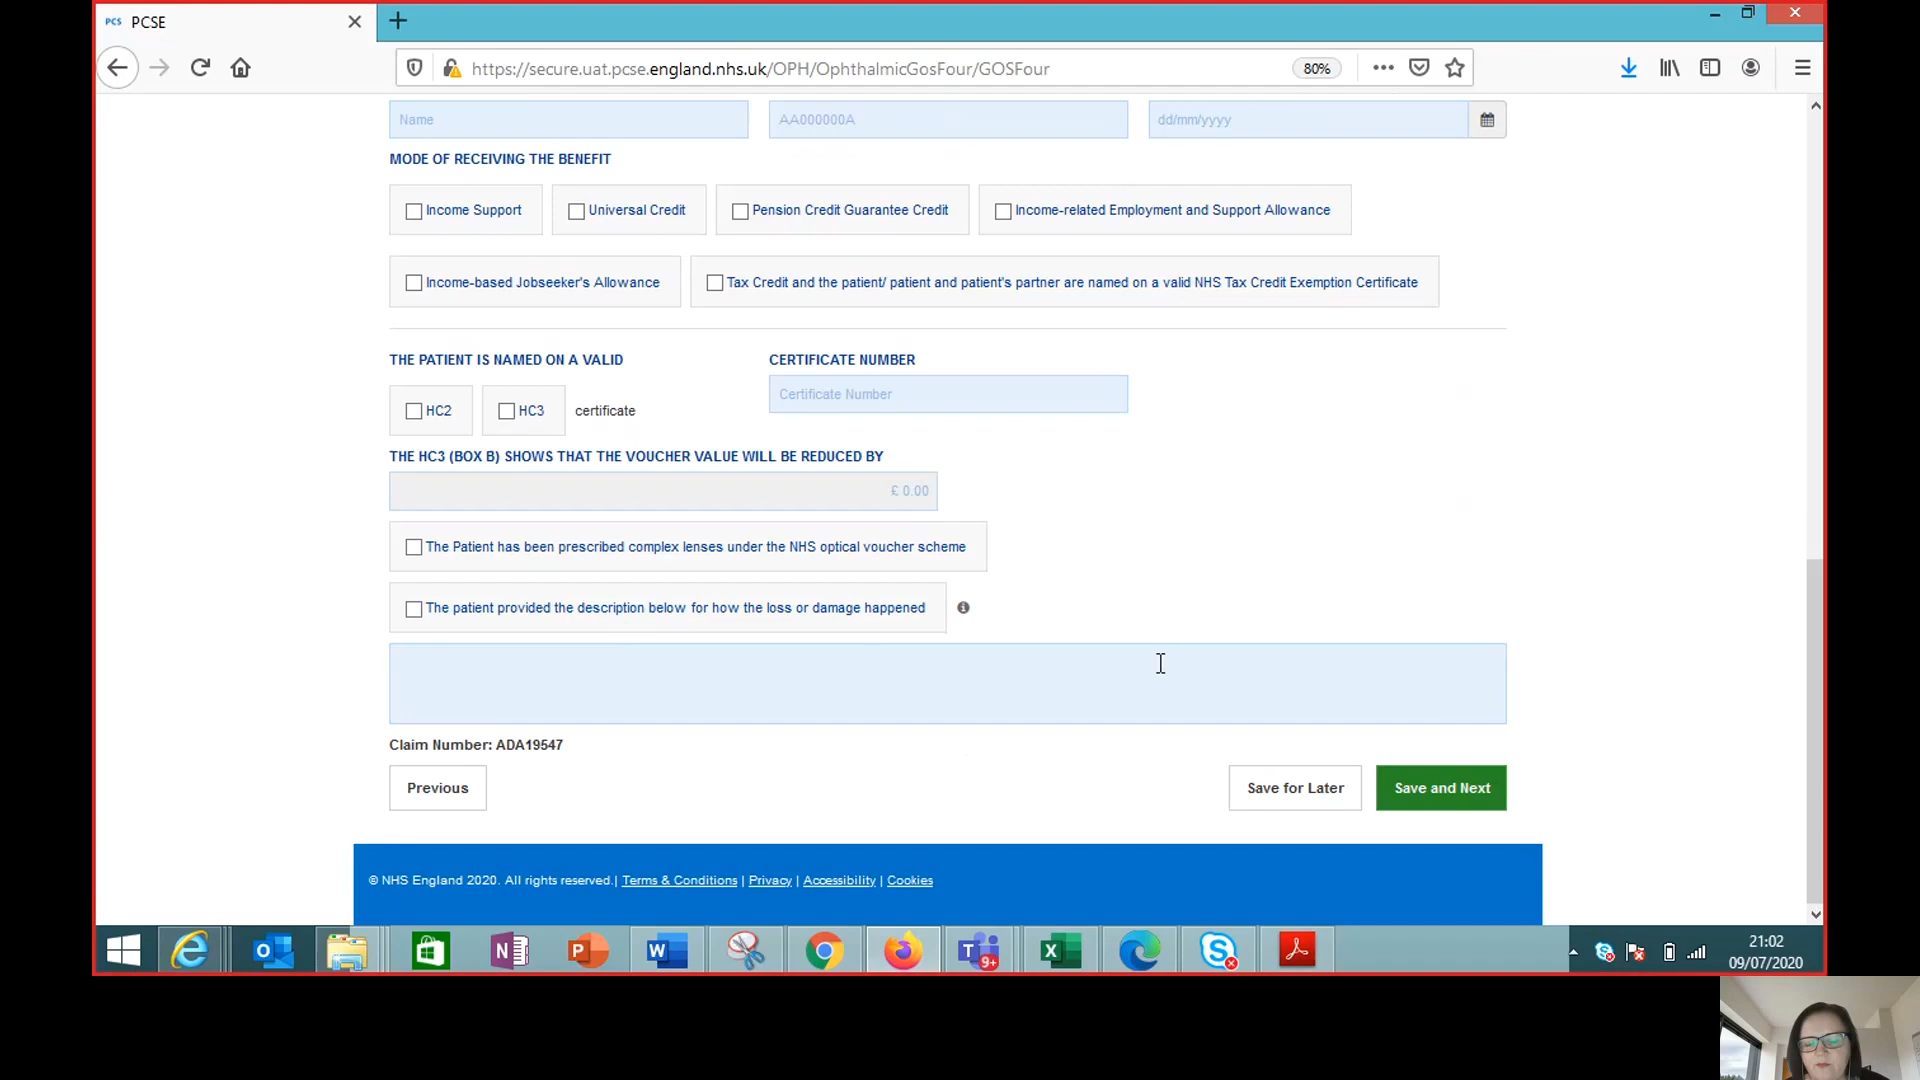 PCS PCSE
https://secure.uat.pcse.england.nhs.uk/OPH/OphthalmicGosFour/GOSFour 80%
Name AA000000A dd/mm/yyyy
MODE OF RECEIVING THE BENEFIT
Income Support Universal Credit Pension Credit Guarantee Credit Income-related Employment and Support Allowance
Income-based Jobseeker's Allowance Tax Credit and the patient/ patient and patient's partner are named on a valid NHS Tax Credit Exemption Certificate
THE PATIENT IS NAMED ON A VALID CERTIFICATE NUMBER
Certificate Number
HC2 HC3 certificate
THE HC3 (BOX B) SHOWS THAT THE VOUCHER VALUE WILL BE REDUCED BY
£ 0.00
The Patient has been prescribed complex lenses under the NHS optical voucher scheme
The patient provided the description below for how the loss or damage happened
Claim Number: ADA19547
Previous Save for Later Save and Next
© NHS England 2020. All rights reserved.| Terms & Conditions | Privacy | Accessibility | Cookies
9+
21:02
09/07/2020